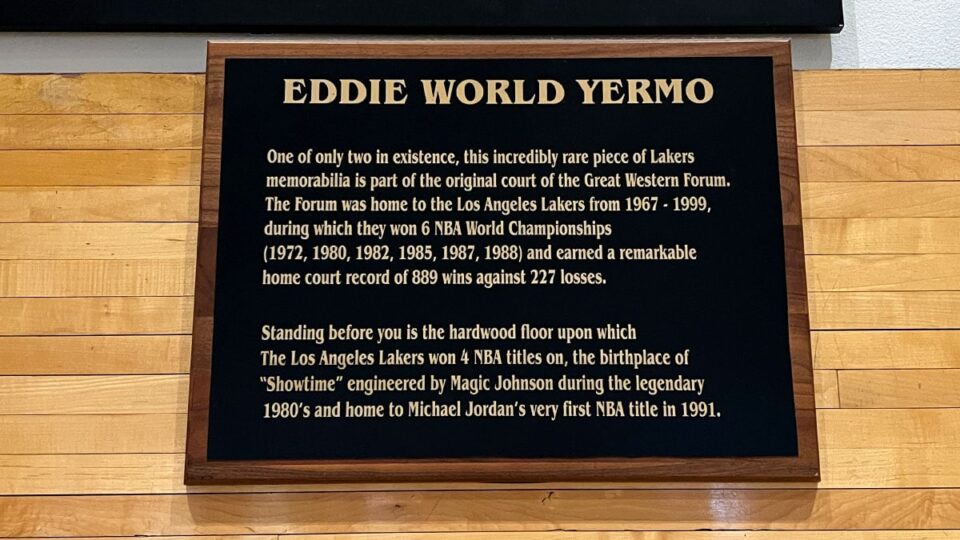 EDDIE WORLD YERMO
One of only two in existence, this incredibly rare piece of Lakers
memorabilia is part of the original court of the Great Western Forum.
The Forum was home to the Los Angeles Lakers from 1967 - 1999,
during which they won 6 NBA World Championships
(1972, 1980, 1982, 1985, 1987, 1988) and earned a remarkable
home court record of 889 wins against 227 losses.
Standing before you is the hardwood floor upon which
The Los Angeles Lakers won 4 NBA titles on, the birthplace of
“Showtime” engineered by Magic Johnson during the legendary
1980’s and home to Michael Jordan’s very first NBA title in 1991.